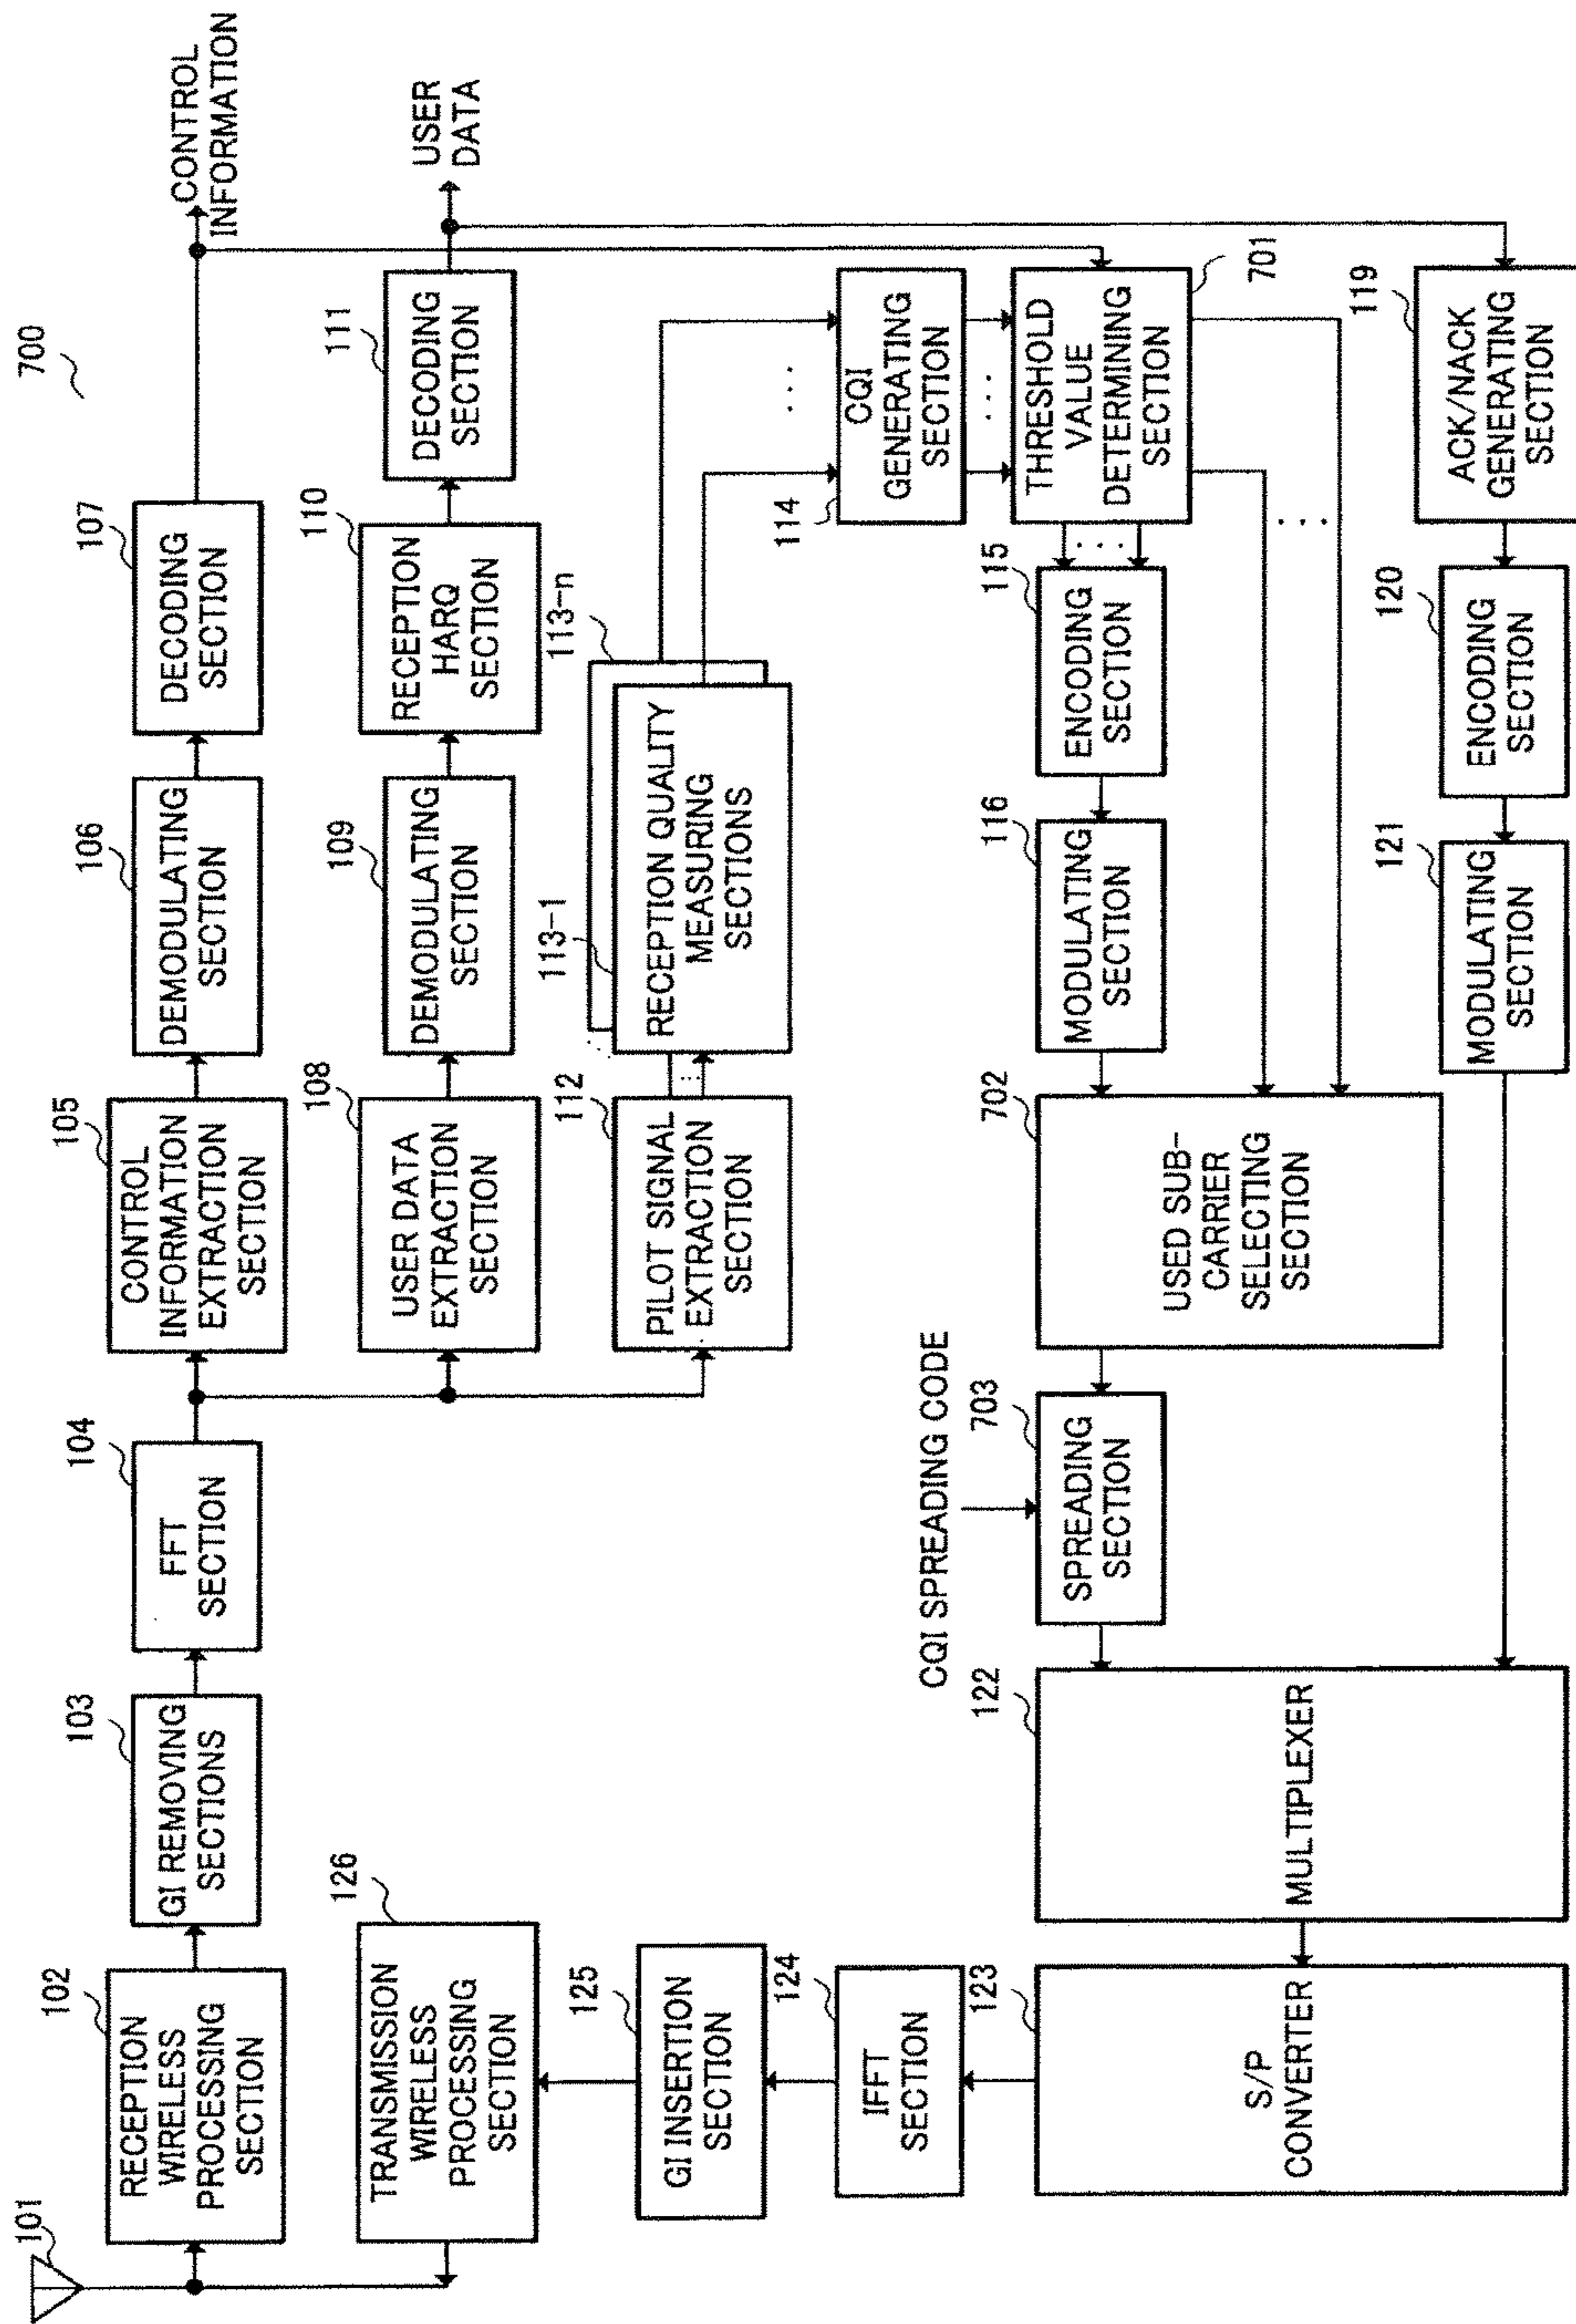 700
101
102
RECEPTION
WIRELESS
PROCESSING
SECTION
103
GI REMOVING
SECTIONS
104
FFT
SECTION
105
CONTROL
INFORMATION
EXTRACTION
SECTION
106
DEMODULATING
SECTION
107
DECODING
SECTION
CONTROL
INFORMATION
108
USER DATA
EXTRACTION
SECTION
109
DEMODULATING
SECTION
110
RECEPTION
HARQ
SECTION
111
DECODING
SECTION
USER
DATA
112
PILOT SIGNAL
EXTRACTION
SECTION
113-1
113-n
RECEPTION QUALITY
MEASURING
SECTIONS
114
CQI
GENERATING
SECTION
701
THRESHOLD
VALUE
DETERMINING
SECTION
115
ENCODING
SECTION
116
MODULATING
SECTION
702
USED SUB-
CARRIER
SELECTING
SECTION
CQI SPREADING CODE
703
SPREADING
SECTION
119
ACK/NACK
GENERATING
SECTION
120
ENCODING
SECTION
121
MODULATING
SECTION
122
MULTIPLEXER
123
S/P
CONVERTER
124
IFFT
SECTION
125
GI INSERTION
SECTION
126
TRANSMISSION
WIRELESS
PROCESSING
SECTION